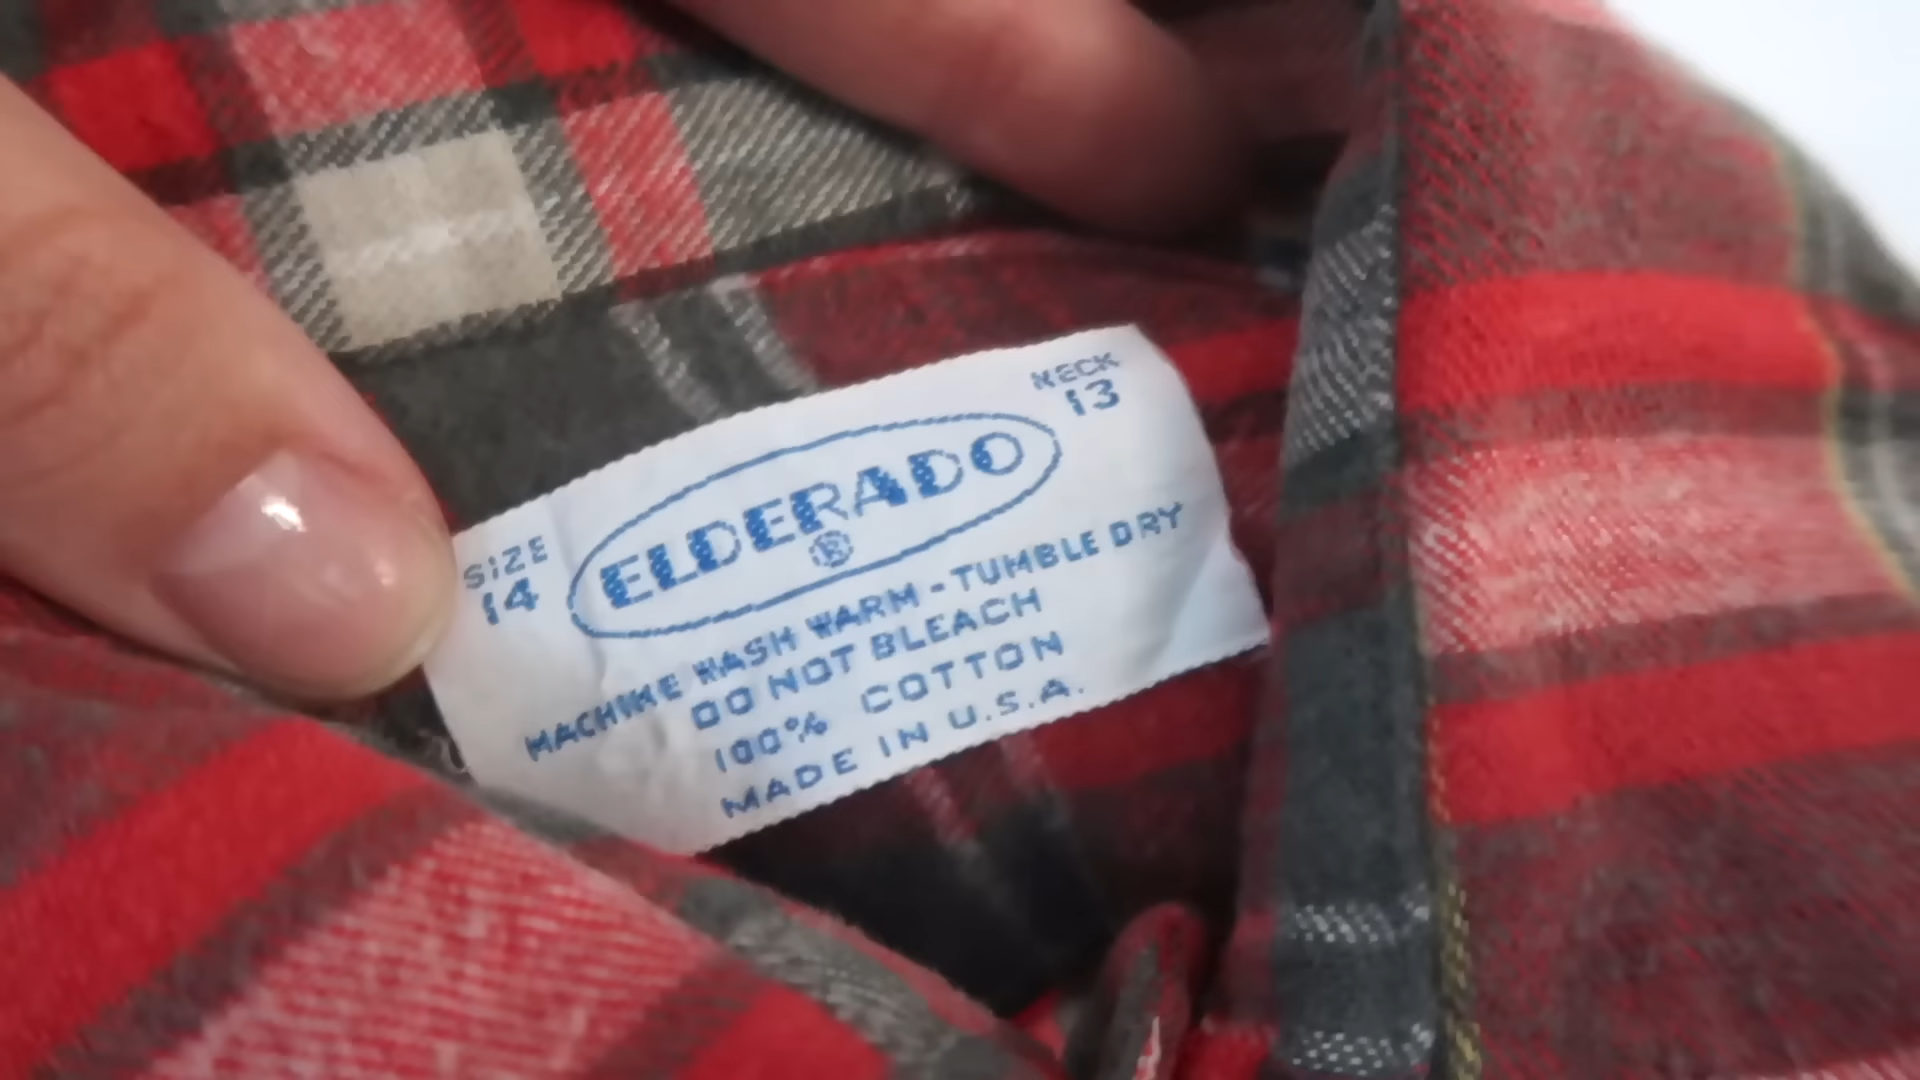 SIZE
14
NECK
13
ELDERADO
®
MACHINE WASH WARM - TUMBLE DRY
DO NOT BLEACH
100% COTTON
MADE IN U.S.A.